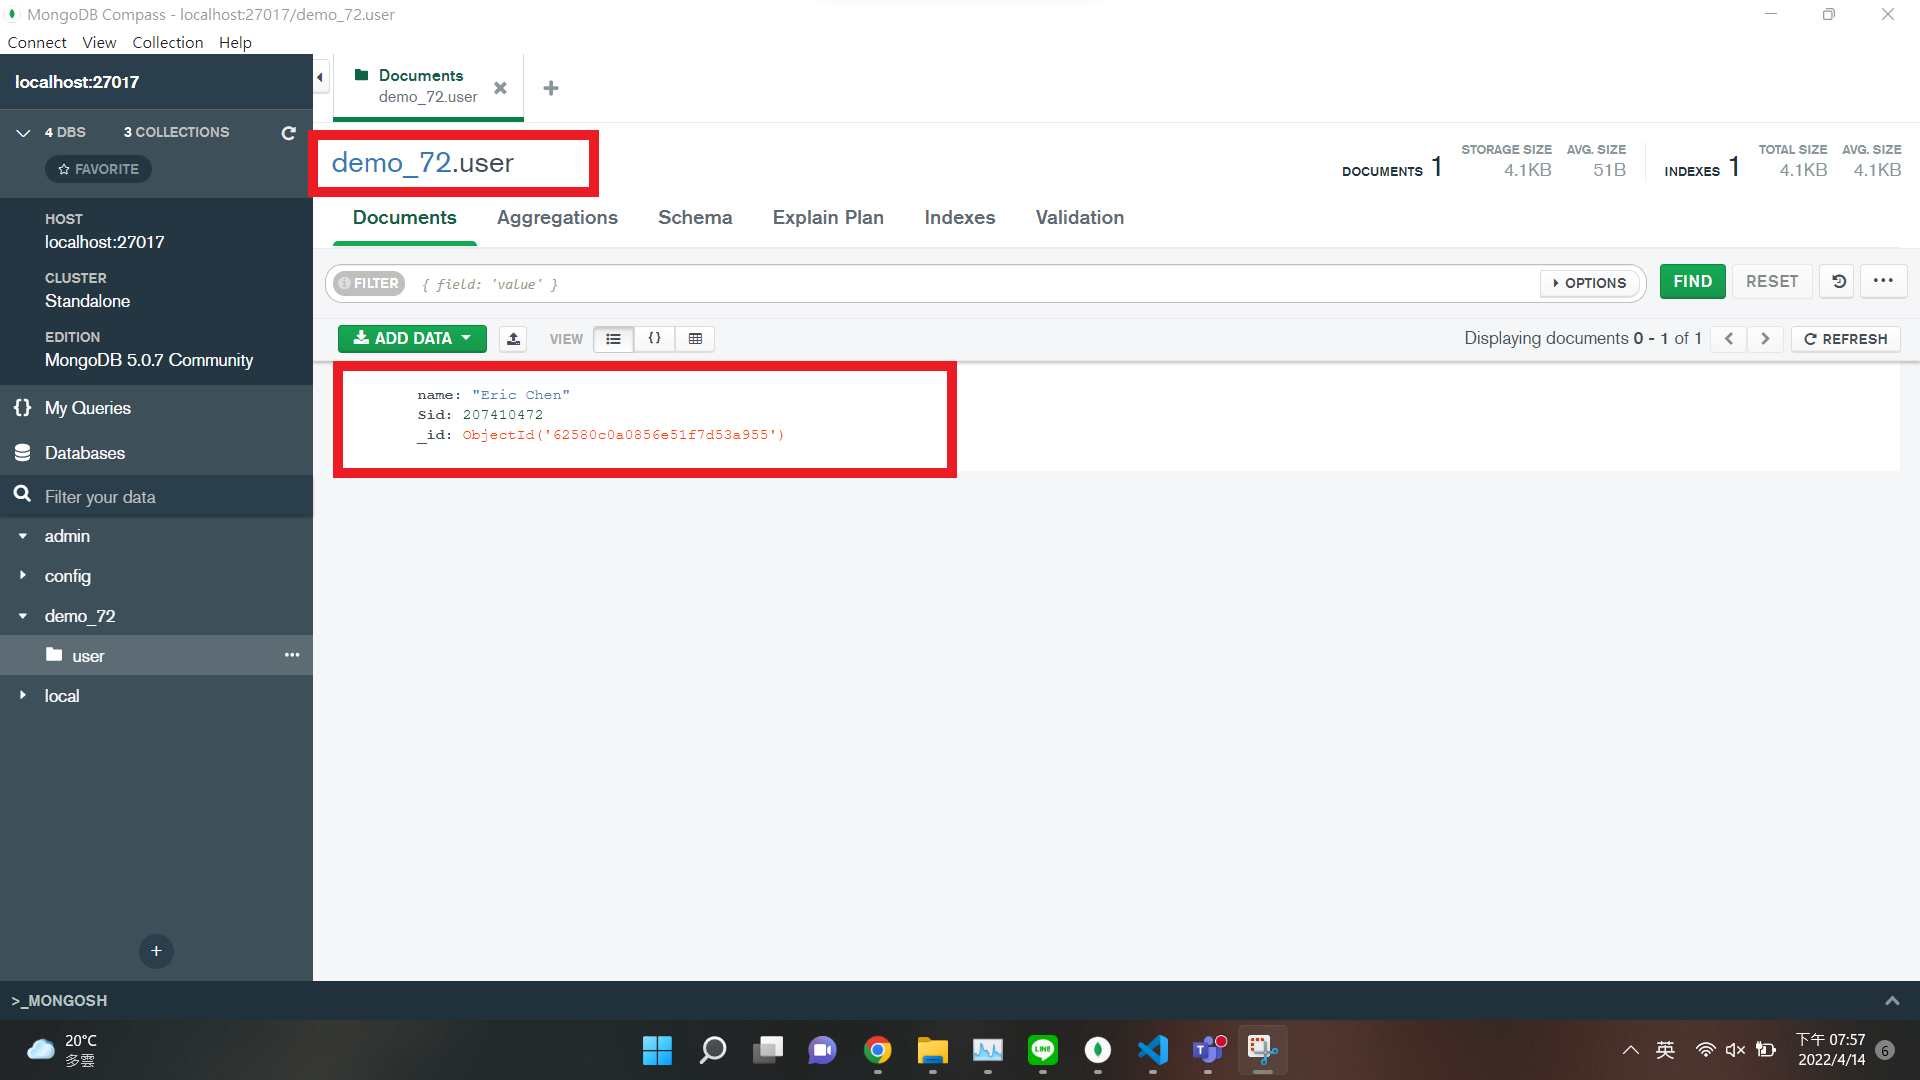 MongoDB Compass - localhost:27017/demo_72.user
Connect View Collection Help
localhost:27017
4 DBS 3 COLLECTIONS
FAVORITE
HOST
localhost:27017
CLUSTER
Standalone
EDITION
MongoDB 5.0.7 Community
{} My Queries
Databases
Filter your data
admin
config
demo_72
user
local
+
Documents
demo_72.user
demo_72.user
DOCUMENTS 1
STORAGE SIZE
4.1KB
AVG. SIZE
51B
INDEXES 1
TOTAL SIZE
4.1KB
AVG. SIZE
4.1KB
Documents Aggregations Schema Explain Plan Indexes Validation
FILTER { field: 'value' } OPTIONS FIND RESET
ADD DATA VIEW {} Displaying documents 0 - 1 of 1 REFRESH
name: "Eric Chen"
Sid: 207410472
_id: ObjectId('62580c0a0856e51f7d53a955')
>_MONGOSH
20°C
多雲
LINE
英
下午 07:57
2022/4/14
6